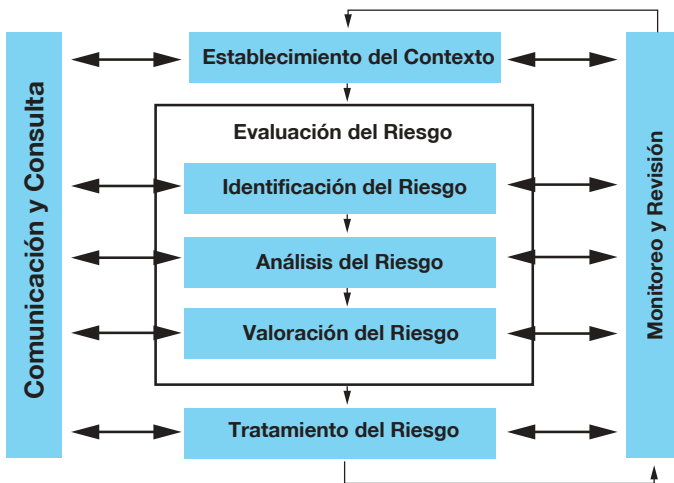 Comunicación y Consulta
Establecimiento del Contexto
Evaluación del Riesgo
Identificación del Riesgo
Análisis del Riesgo
Valoración del Riesgo
Tratamiento del Riesgo
Monitoreo y Revisión